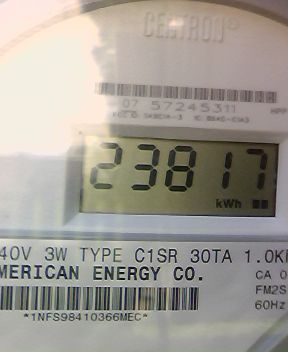 CENTRON®
07 57245311
23817
kWh
40V 3W TYPE C1SR 30TA 1.0K
MERICAN ENERGY CO.
CA 0
FM2S
60Hz
*1NFS98410366MEC*